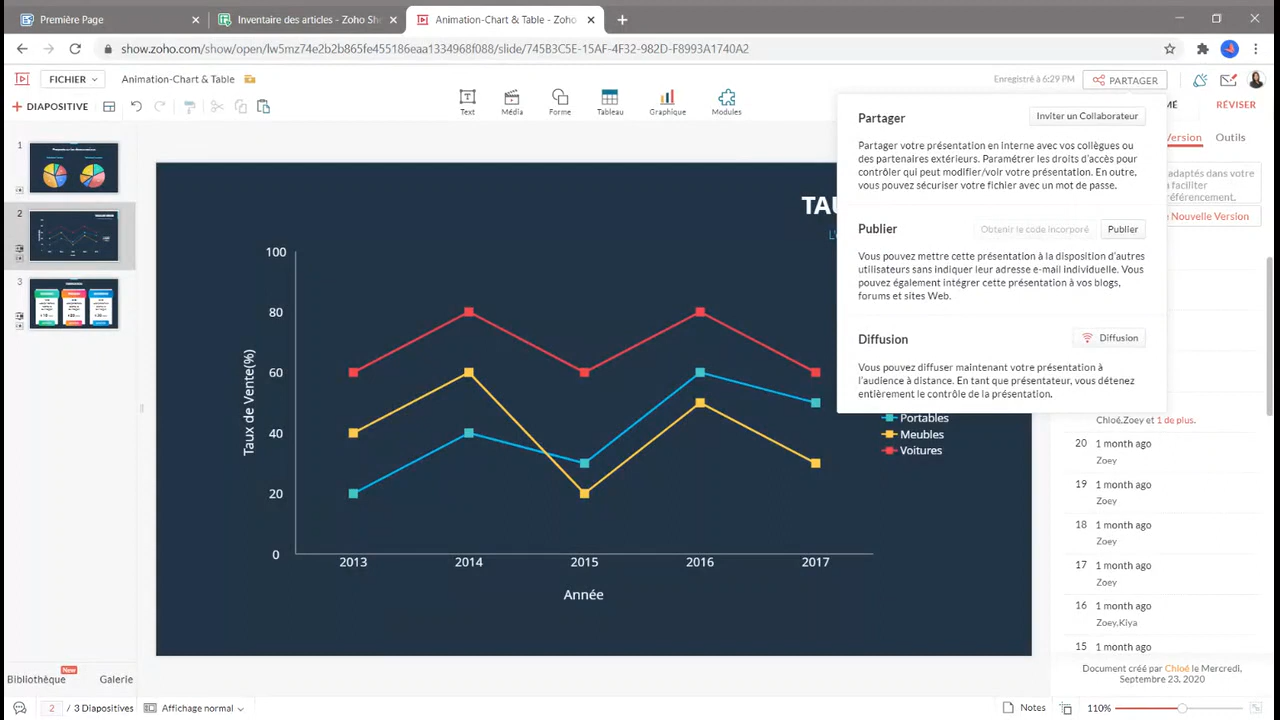 Première Page
Inventaire des articles - Zoho Sh
Animation-Chart & Table - Zoho
show.zoho.com/show/open/lw5mz74e2b2b865fe455186eaa1334968f088/slide/745B3C5E-15AF-4F32-982D-F8993A1740A2
FICHIER
Animation-Chart & Table
Enregistré à 6:29 PM
PARTAGER
+ DIAPOSITIVE
Text
Média
Forme
Tableau
Graphique
Modules
MÉ
RÉVISER
Version
Outils
adaptés dans votre
a faciliter
référencement.
Nouvelle Version
Partager
Inviter un Collaborateur
Partager votre présentation en interne avec vos collègues ou
des partenaires extérieurs. Paramétrer les droits d'accès pour
contrôler qui peut modifier/voir votre présentation. En outre,
vous pouvez sécuriser votre fichier avec un mot de passe.
Publier
Obtenir le code incorporé
Publier
Vous pouvez mettre cette présentation à la disposition d'autres
utilisateurs sans indiquer leur adresse e-mail individuelle. Vous
pouvez également intégrer cette présentation à vos blogs,
forums et sites Web.
Diffusion
Diffusion
Vous pouvez diffuser maintenant votre présentation à
l'audience à distance. En tant que présentateur, vous détenez
entièrement le contrôle de la présentation.
1
2
3
TAU
L'
100
80
60
40
20
0
Taux de Vente(%)
2013
2014
2015
2016
2017
Année
Portables
Meubles
Voitures
Chloé,Zoey et 1 de plus.
20 1 month ago
Zoey
19 1 month ago
Zoey
18 1 month ago
Zoey
17 1 month ago
Zoey
16 1 month ago
Zoey,Kiya
15 1 month ago
Document créé par Chloé le Mercredi,
Septembre 23, 2020
New
Bibliothèque
Galerie
2 / 3 Diapositives
Affichage normal
Notes
110%